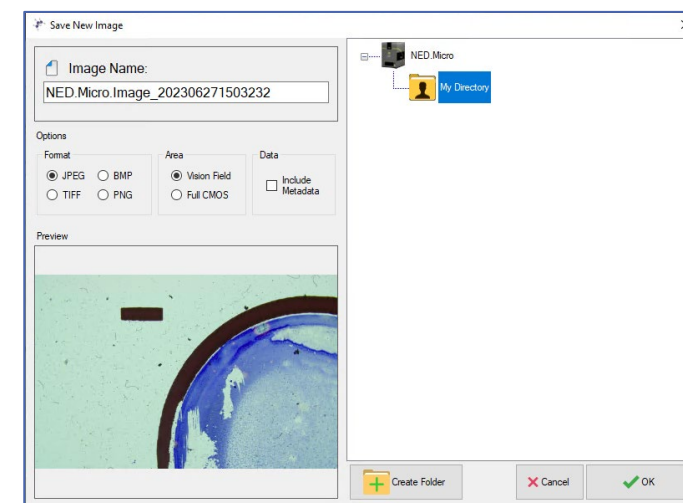 Save New Image
Image Name:
NED.Micro.Image_202306271503232
Options
Format
JPEG BMP
TIFF PNG
Area
Vision Field
Full CMOS
Data
Include
Metadata
Preview
NED.Micro
My Directory
Create Folder
Cancel
OK